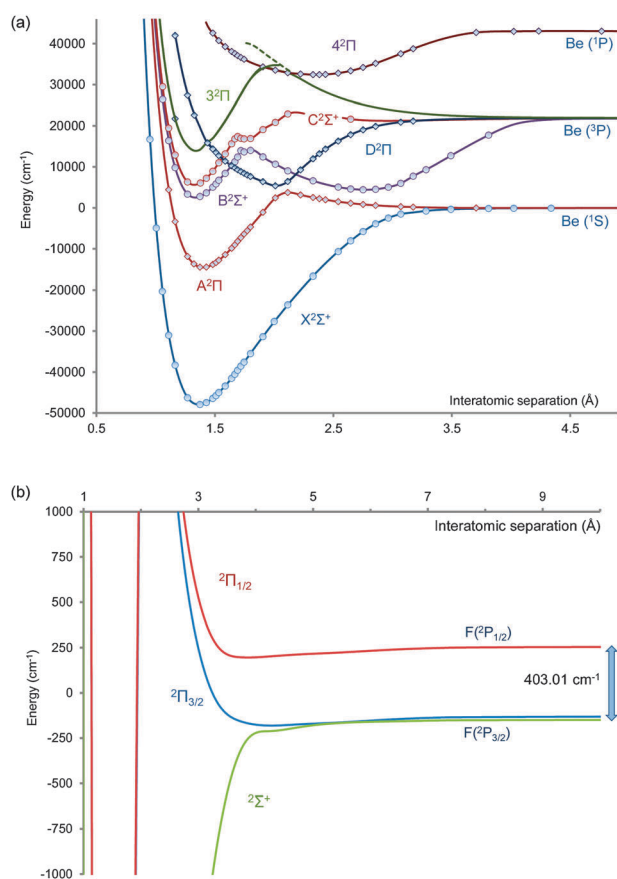 (a)
40000
30000
20000
10000
0
-10000
-20000
-30000
-40000
-50000
Energy (cm⁻¹)
4²Π
Be (¹P)
3²Π
C²Σ⁺
Be (³P)
D²Π
B²Σ⁺
Be (¹S)
A²Π
X²Σ⁺
Interatomic separation (Å)
0.5 1.5 2.5 3.5 4.5
(b)
1 3 5 7 9
Interatomic separation (Å)
1000
750
500
250
0
-250
-500
-750
-1000
Energy (cm⁻¹)
²Π₁/₂
F(²P₁/₂)
403.01 cm⁻¹
²Π₃/₂
F(²P₃/₂)
²Σ⁺